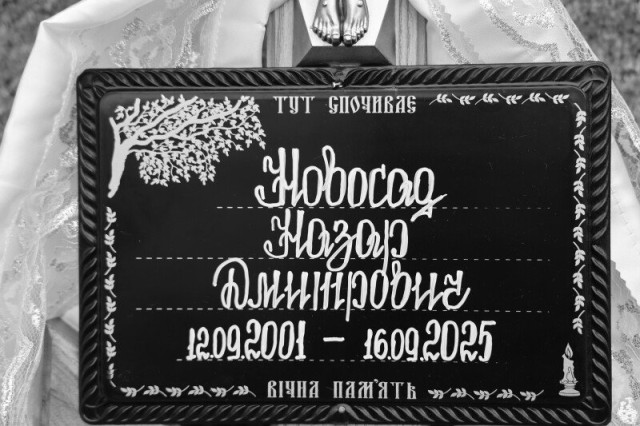 ТУТ СПОЧИВАЄ
Новосад
Назар
Дмитрович
12.09.2001 – 16.09.2025
ВІЧНА ПАМ'ЯТЬ